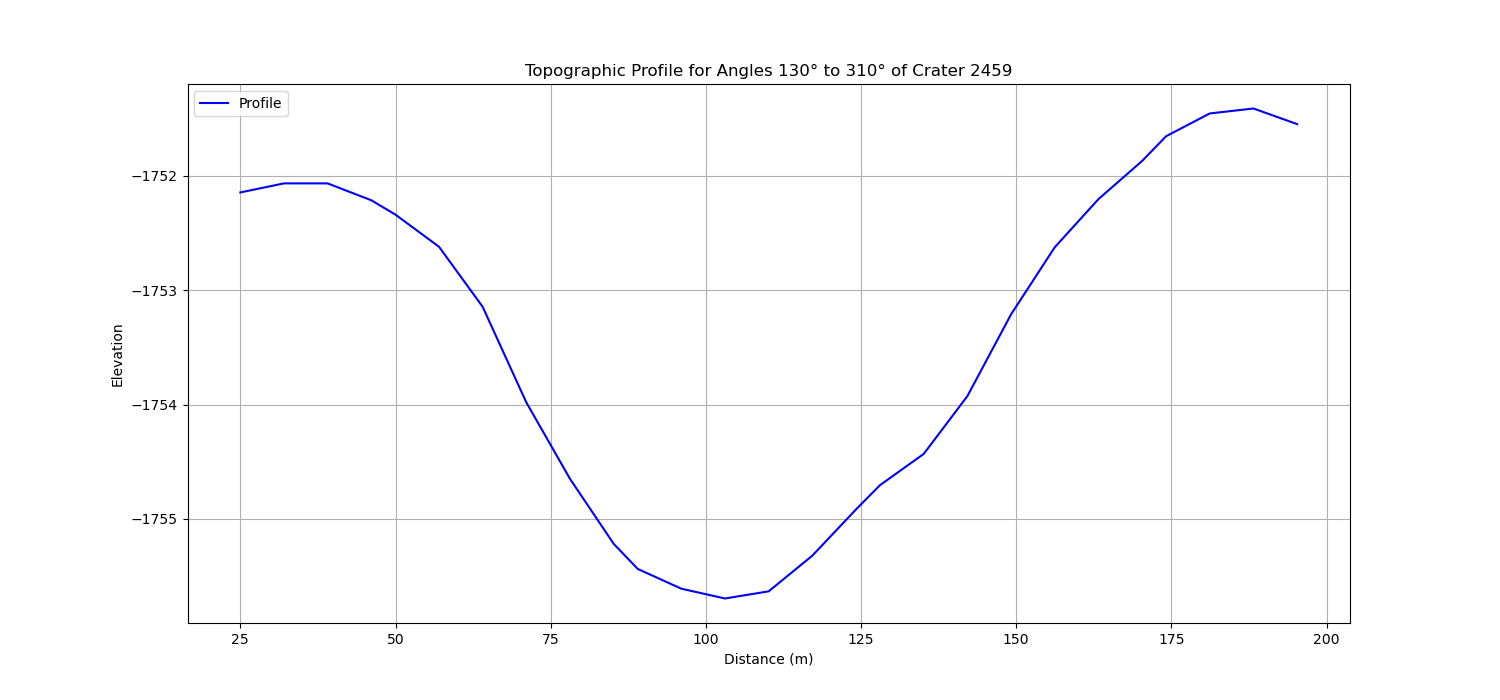 Topographic Profile for Angles 130° to 310° of Crater 2459
Profile
−1752
−1753
−1754
−1755
Elevation
25 50 75 100 125 150 175 200
Distance (m)